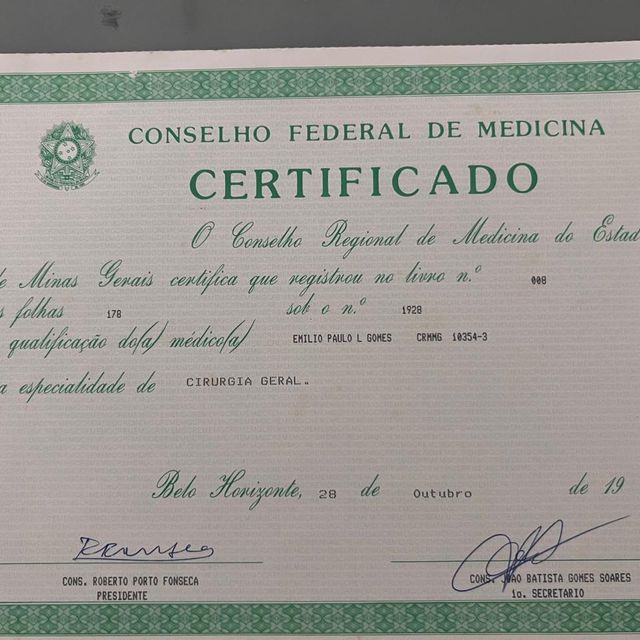 CONSELHO FEDERAL DE MEDICINA
CERTIFICADO
O Conselho Regional de Medicina do Estad
de Minas Gerais certifica que registrou no livro n.º 008
s folhas 178 sob o n.º 1928
qualificação do(a) médico(a) EMILIO PAULO L GOMES CRMMG 10354-3
a especialidade de CIRURGIA GERAL.
Belo Horizonte, 28 de Outubro de 19
CONS. ROBERTO PORTO FONSECA
PRESIDENTE
CONS. JOÃO BATISTA GOMES SOARES
1o. SECRETARIO